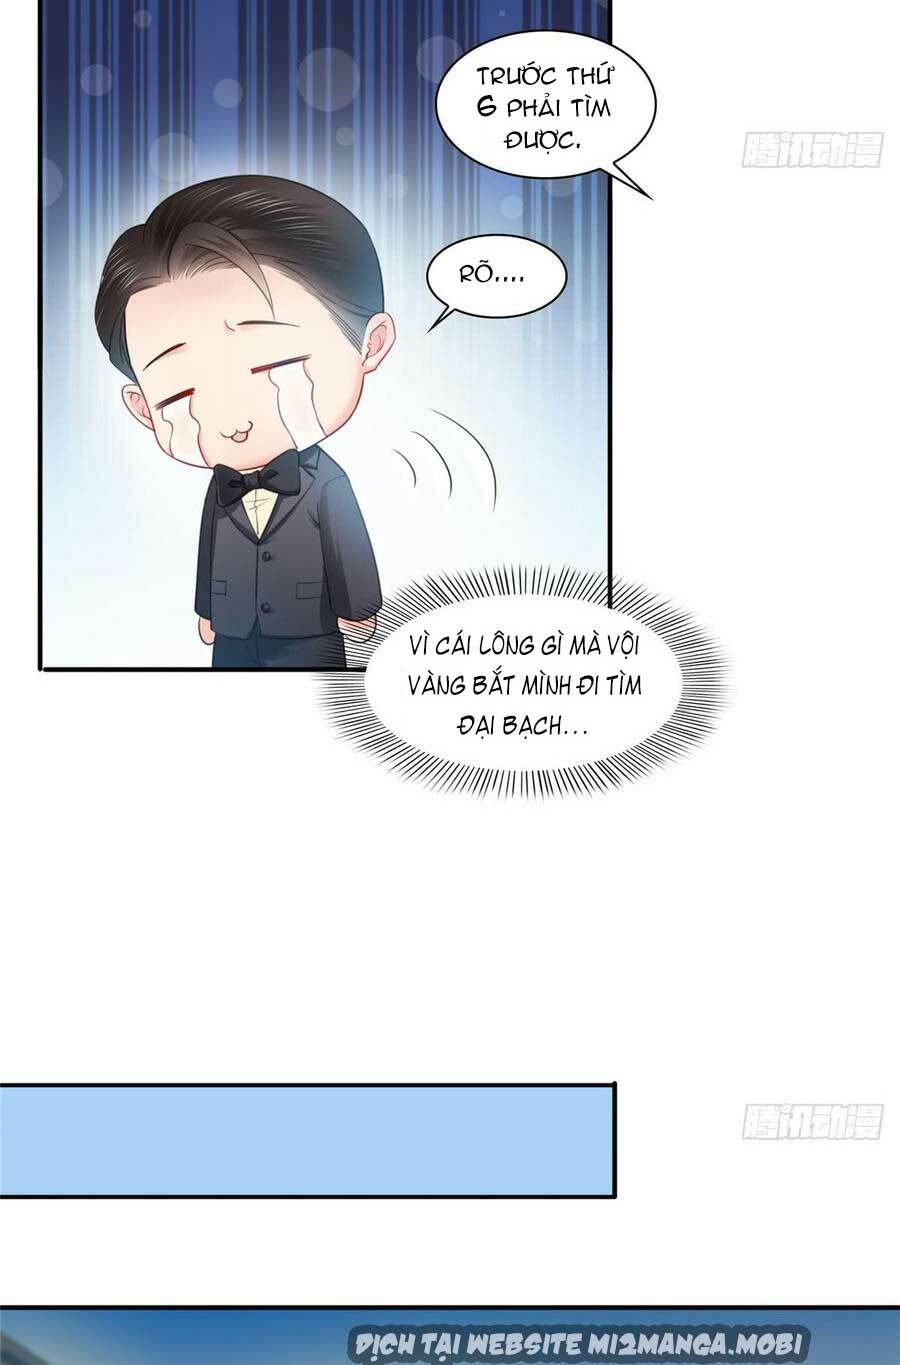 TRƯỚC THỨ
6 PHẢI TÌM
ĐƯỢC.
腾讯动漫
RÕ....
VÌ CÁI LÔNG GÌ MÀ VỘI
VÀNG BẮT MÌNH ĐI TÌM
ĐẠI BẠCH...
腾讯动漫
DỊCH TẠI WEBSITE MI2MANGA.MOBI